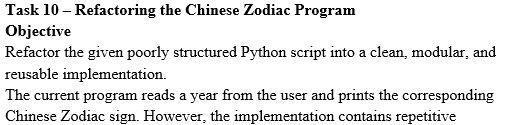 Task 10 – Refactoring the Chinese Zodiac Program
Objective
Refactor the given poorly structured Python script into a clean, modular, and
reusable implementation.
The current program reads a year from the user and prints the corresponding
Chinese Zodiac sign. However, the implementation contains repetitive